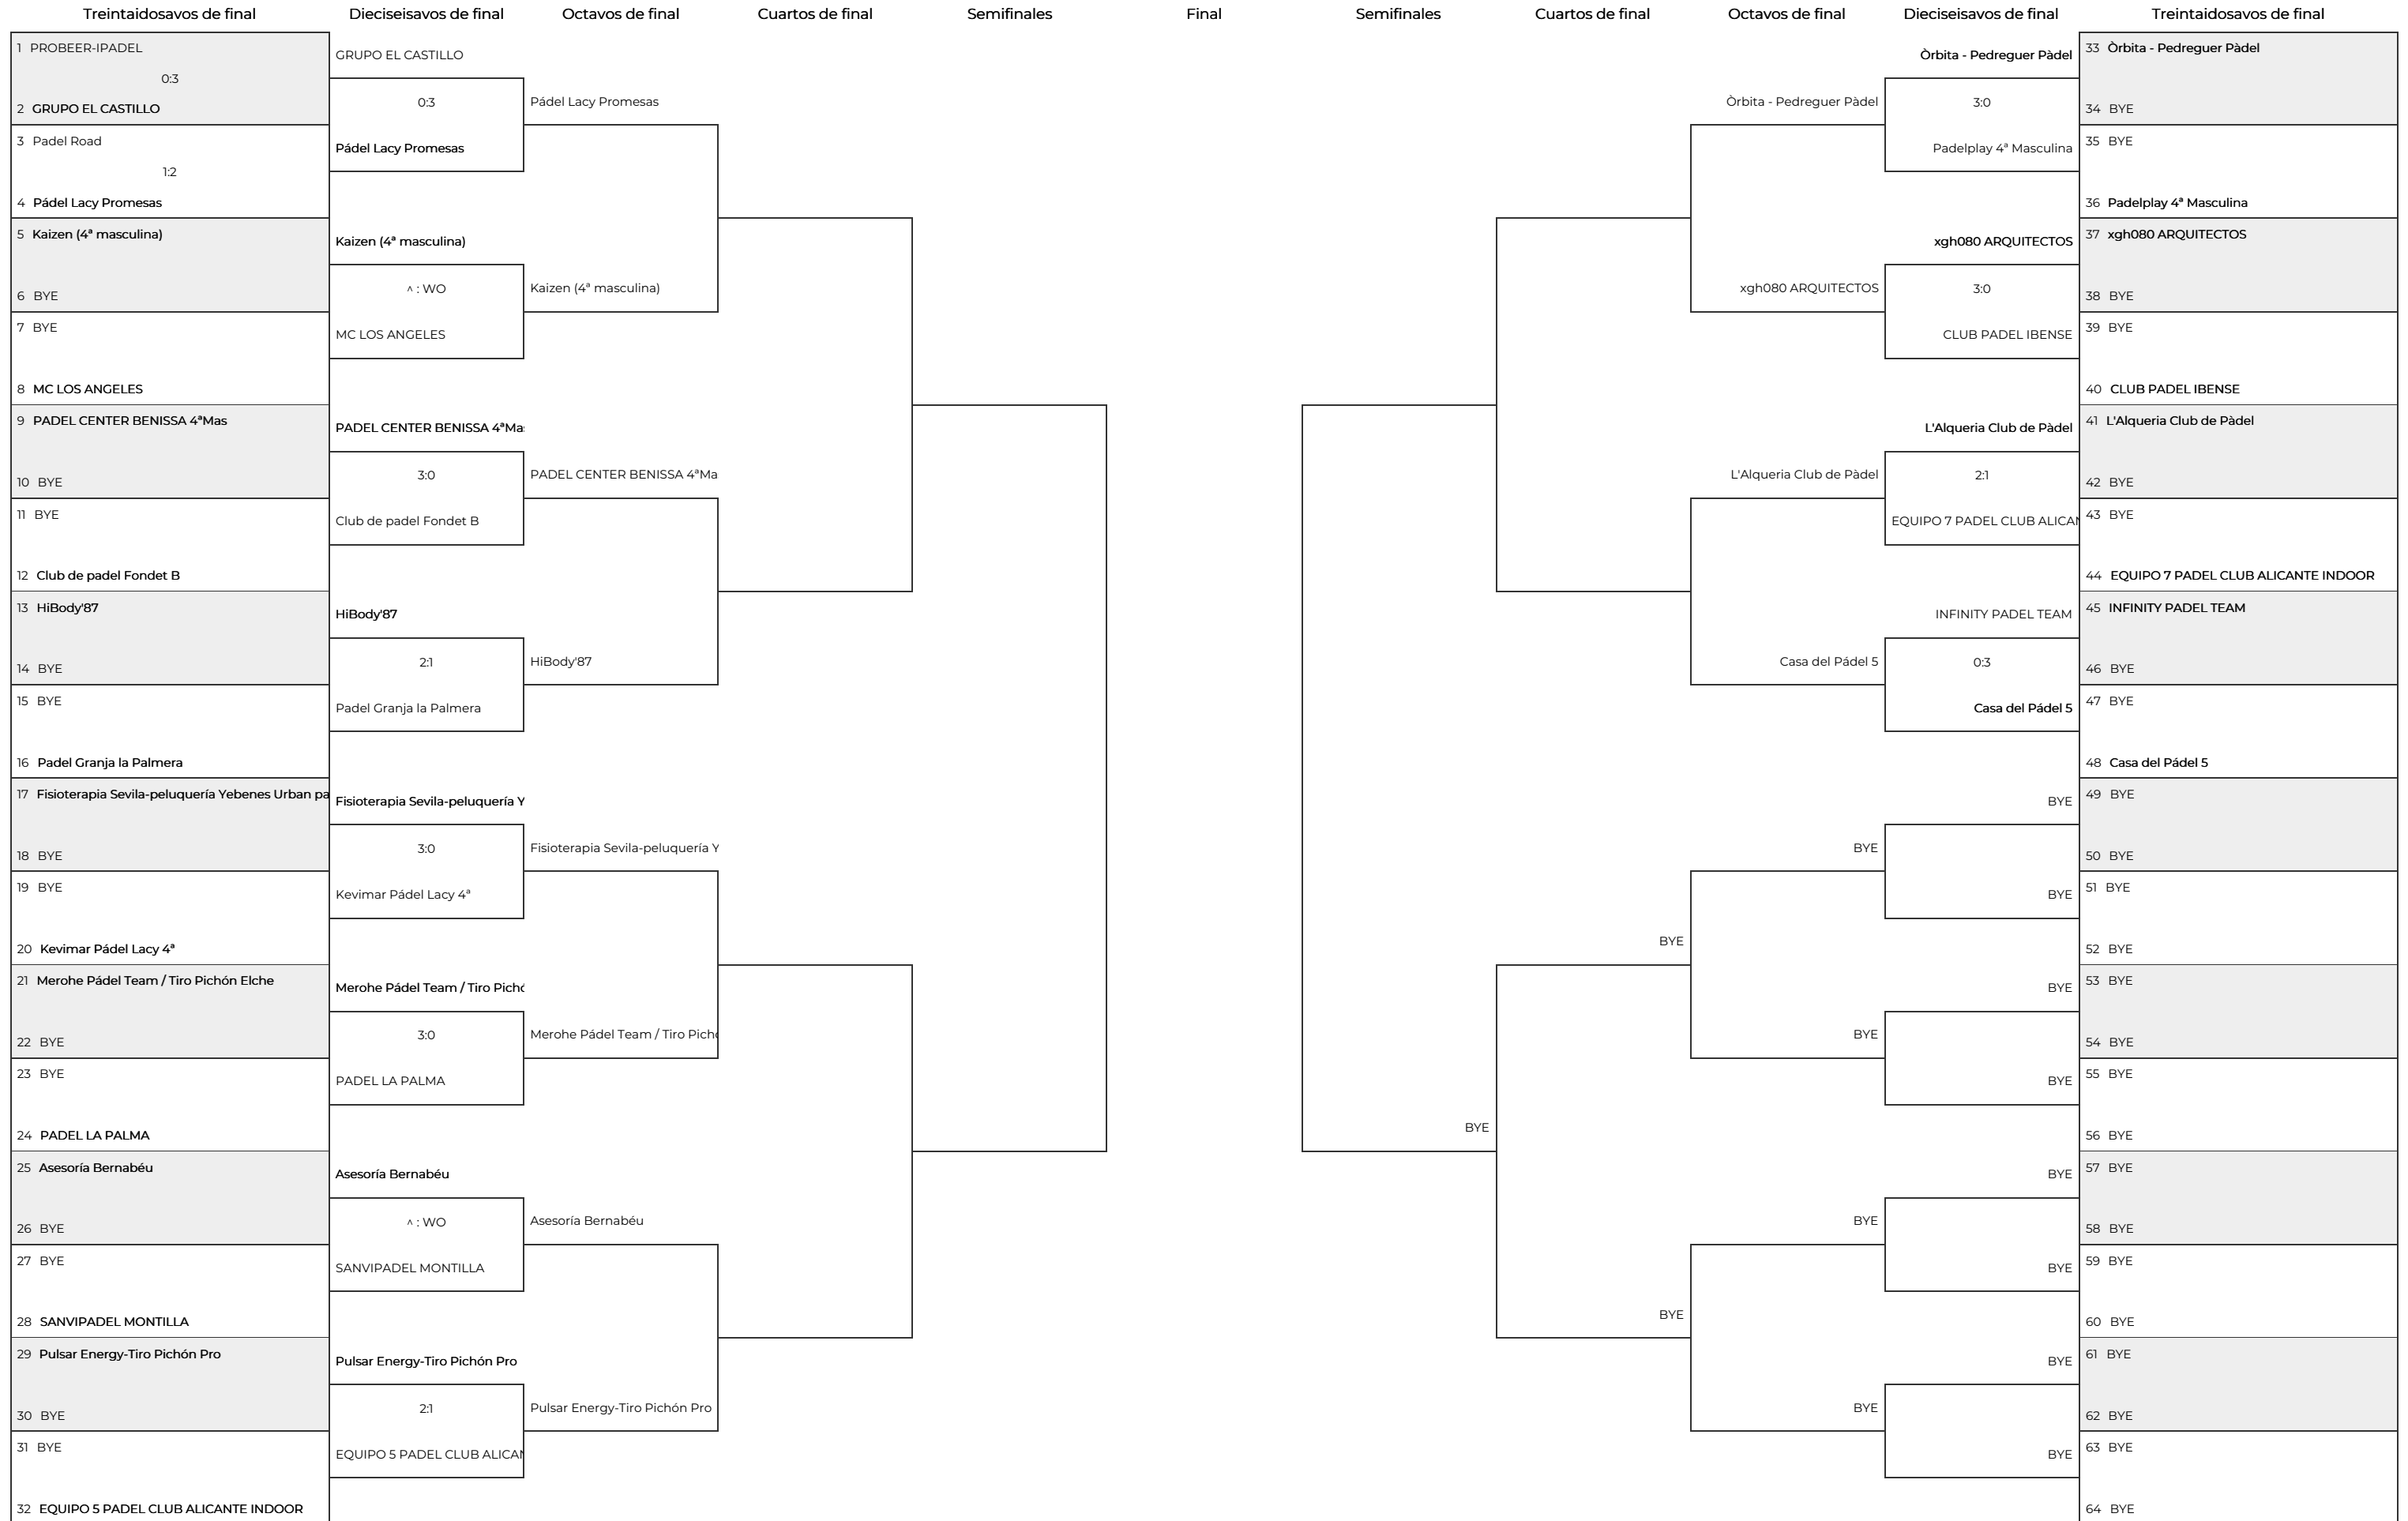 Treintaidosavos de final
Dieciseisavos de final
Octavos de final
Cuartos de final
Semifinales
Final
Semifinales
Cuartos de final
Octavos de final
Dieciseisavos de final
Treintaidosavos de final
1 PROBEER-IPADEL
0:3
2 GRUPO EL CASTILLO
3 Padel Road
1:2
4 Pádel Lacy Promesas
5 Kaizen (4ª masculina)
6 BYE
7 BYE
8 MC LOS ANGELES
9 PADEL CENTER BENISSA 4ªMas
10 BYE
11 BYE
12 Club de padel Fondet B
13 HiBody'87
14 BYE
15 BYE
16 Padel Granja la Palmera
17 Fisioterapia Sevila-peluquería Yebenes Urban pa
18 BYE
19 BYE
20 Kevimar Pádel Lacy 4ª
21 Merohe Pádel Team / Tiro Pichón Elche
22 BYE
23 BYE
24 PADEL LA PALMA
25 Asesoría Bernabéu
26 BYE
27 BYE
28 SANVIPADEL MONTILLA
29 Pulsar Energy-Tiro Pichón Pro
30 BYE
31 BYE
32 EQUIPO 5 PADEL CLUB ALICANTE INDOOR
GRUPO EL CASTILLO
0:3
Pádel Lacy Promesas
Kaizen (4ª masculina)
^ : WO
MC LOS ANGELES
PADEL CENTER BENISSA 4ªMas
3:0
Club de padel Fondet B
HiBody'87
2:1
Padel Granja la Palmera
Fisioterapia Sevila-peluquería Y
3:0
Kevimar Pádel Lacy 4ª
Merohe Pádel Team / Tiro Pichó
3:0
PADEL LA PALMA
Asesoría Bernabéu
^ : WO
SANVIPADEL MONTILLA
Pulsar Energy-Tiro Pichón Pro
2:1
EQUIPO 5 PADEL CLUB ALICAN
Pádel Lacy Promesas
Kaizen (4ª masculina)
PADEL CENTER BENISSA 4ªMa
HiBody'87
Fisioterapia Sevila-peluquería Y
Merohe Pádel Team / Tiro Picho
Asesoría Bernabéu
Pulsar Energy-Tiro Pichón Pro
BYE
BYE
BYE
Òrbita - Pedreguer Pàdel
xgh080 ARQUITECTOS
L'Alqueria Club de Pàdel
Casa del Pádel 5
BYE
BYE
BYE
BYE
Òrbita - Pedreguer Pàdel
3:0
Padelplay 4ª Masculina
xgh080 ARQUITECTOS
3:0
CLUB PADEL IBENSE
L'Alqueria Club de Pàdel
2:1
EQUIPO 7 PADEL CLUB ALICAN
INFINITY PADEL TEAM
0:3
Casa del Pádel 5
BYE
BYE
BYE
BYE
BYE
BYE
BYE
BYE
33 Òrbita - Pedreguer Pàdel
34 BYE
35 BYE
36 Padelplay 4ª Masculina
37 xgh080 ARQUITECTOS
38 BYE
39 BYE
40 CLUB PADEL IBENSE
41 L'Alqueria Club de Pàdel
42 BYE
43 BYE
44 EQUIPO 7 PADEL CLUB ALICANTE INDOOR
45 INFINITY PADEL TEAM
46 BYE
47 BYE
48 Casa del Pádel 5
49 BYE
50 BYE
51 BYE
52 BYE
53 BYE
54 BYE
55 BYE
56 BYE
57 BYE
58 BYE
59 BYE
60 BYE
61 BYE
62 BYE
63 BYE
64 BYE